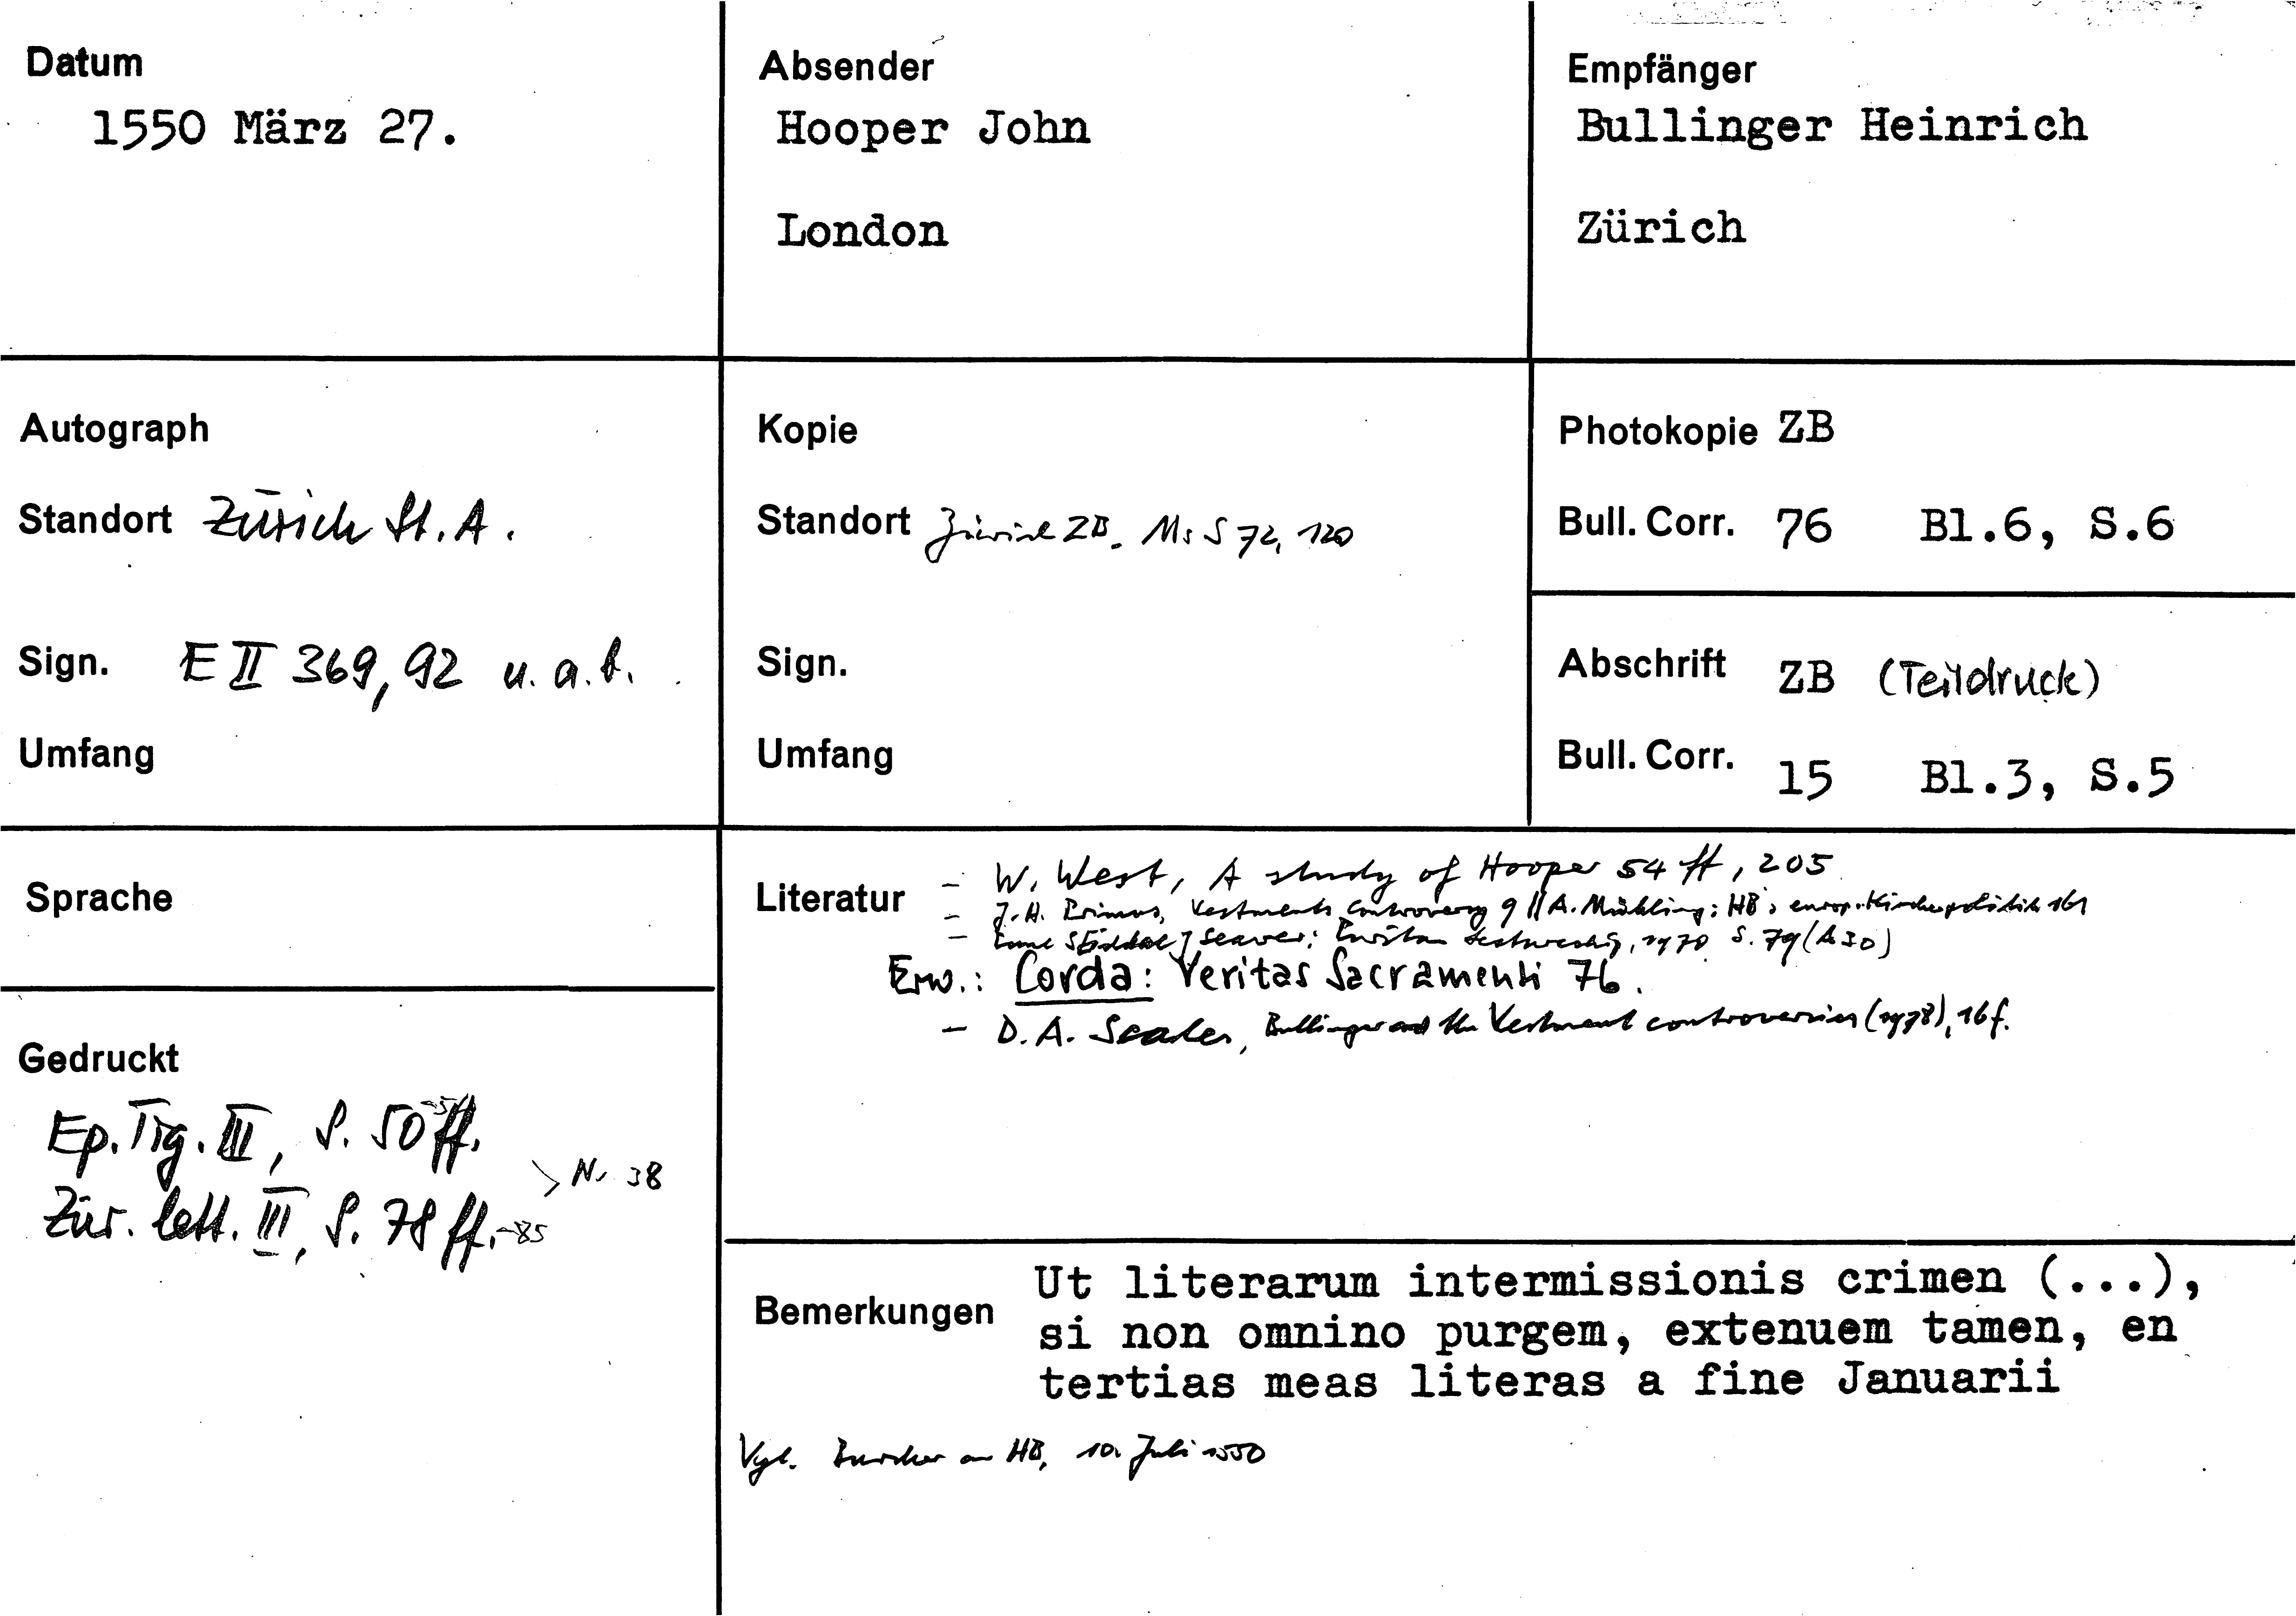 Datum
1550 März 27.
Absender
Hooper John
London
Empfänger
Bullinger Heinrich
Zürich
Autograph
Standort Zürich St. A.
Sign. E II 369, 92 u. a. f.
Umfang
Kopie
Standort Zürich ZB. Ms S 72, 120
Sign.
Umfang
Photokopie ZB
Bull. Corr. 76 Bl.6, S.6
Abschrift ZB (Teildruck)
Bull. Corr. 15 Bl.3, S.5
Sprache
Gedruckt
Ep. Tig. III, S. 50 ff.
Zür. lett. III, S. 78 ff. -85
Nr 38
Literatur
- W. West, A study of Hooper 54 ff, 205
- J. H. Primus, Vestments Controversy 9 // A. Mühling: HB's europ. Kirchenpolitik 161
- Seaver: Puritan 1970 S. 79 (A 30)
Erw.: Corda: Veritas Sacramenti 76.
- D. A. Scales, Bullinger and the Vestment controversies (1978), 16 f.
Bemerkungen
Ut literarum intermissionis crimen (...),
si non omnino purgem, extenuem tamen, en
tertias meas literas a fine Januarii
Vgl. Burcher an HB, 10. Juli 1550